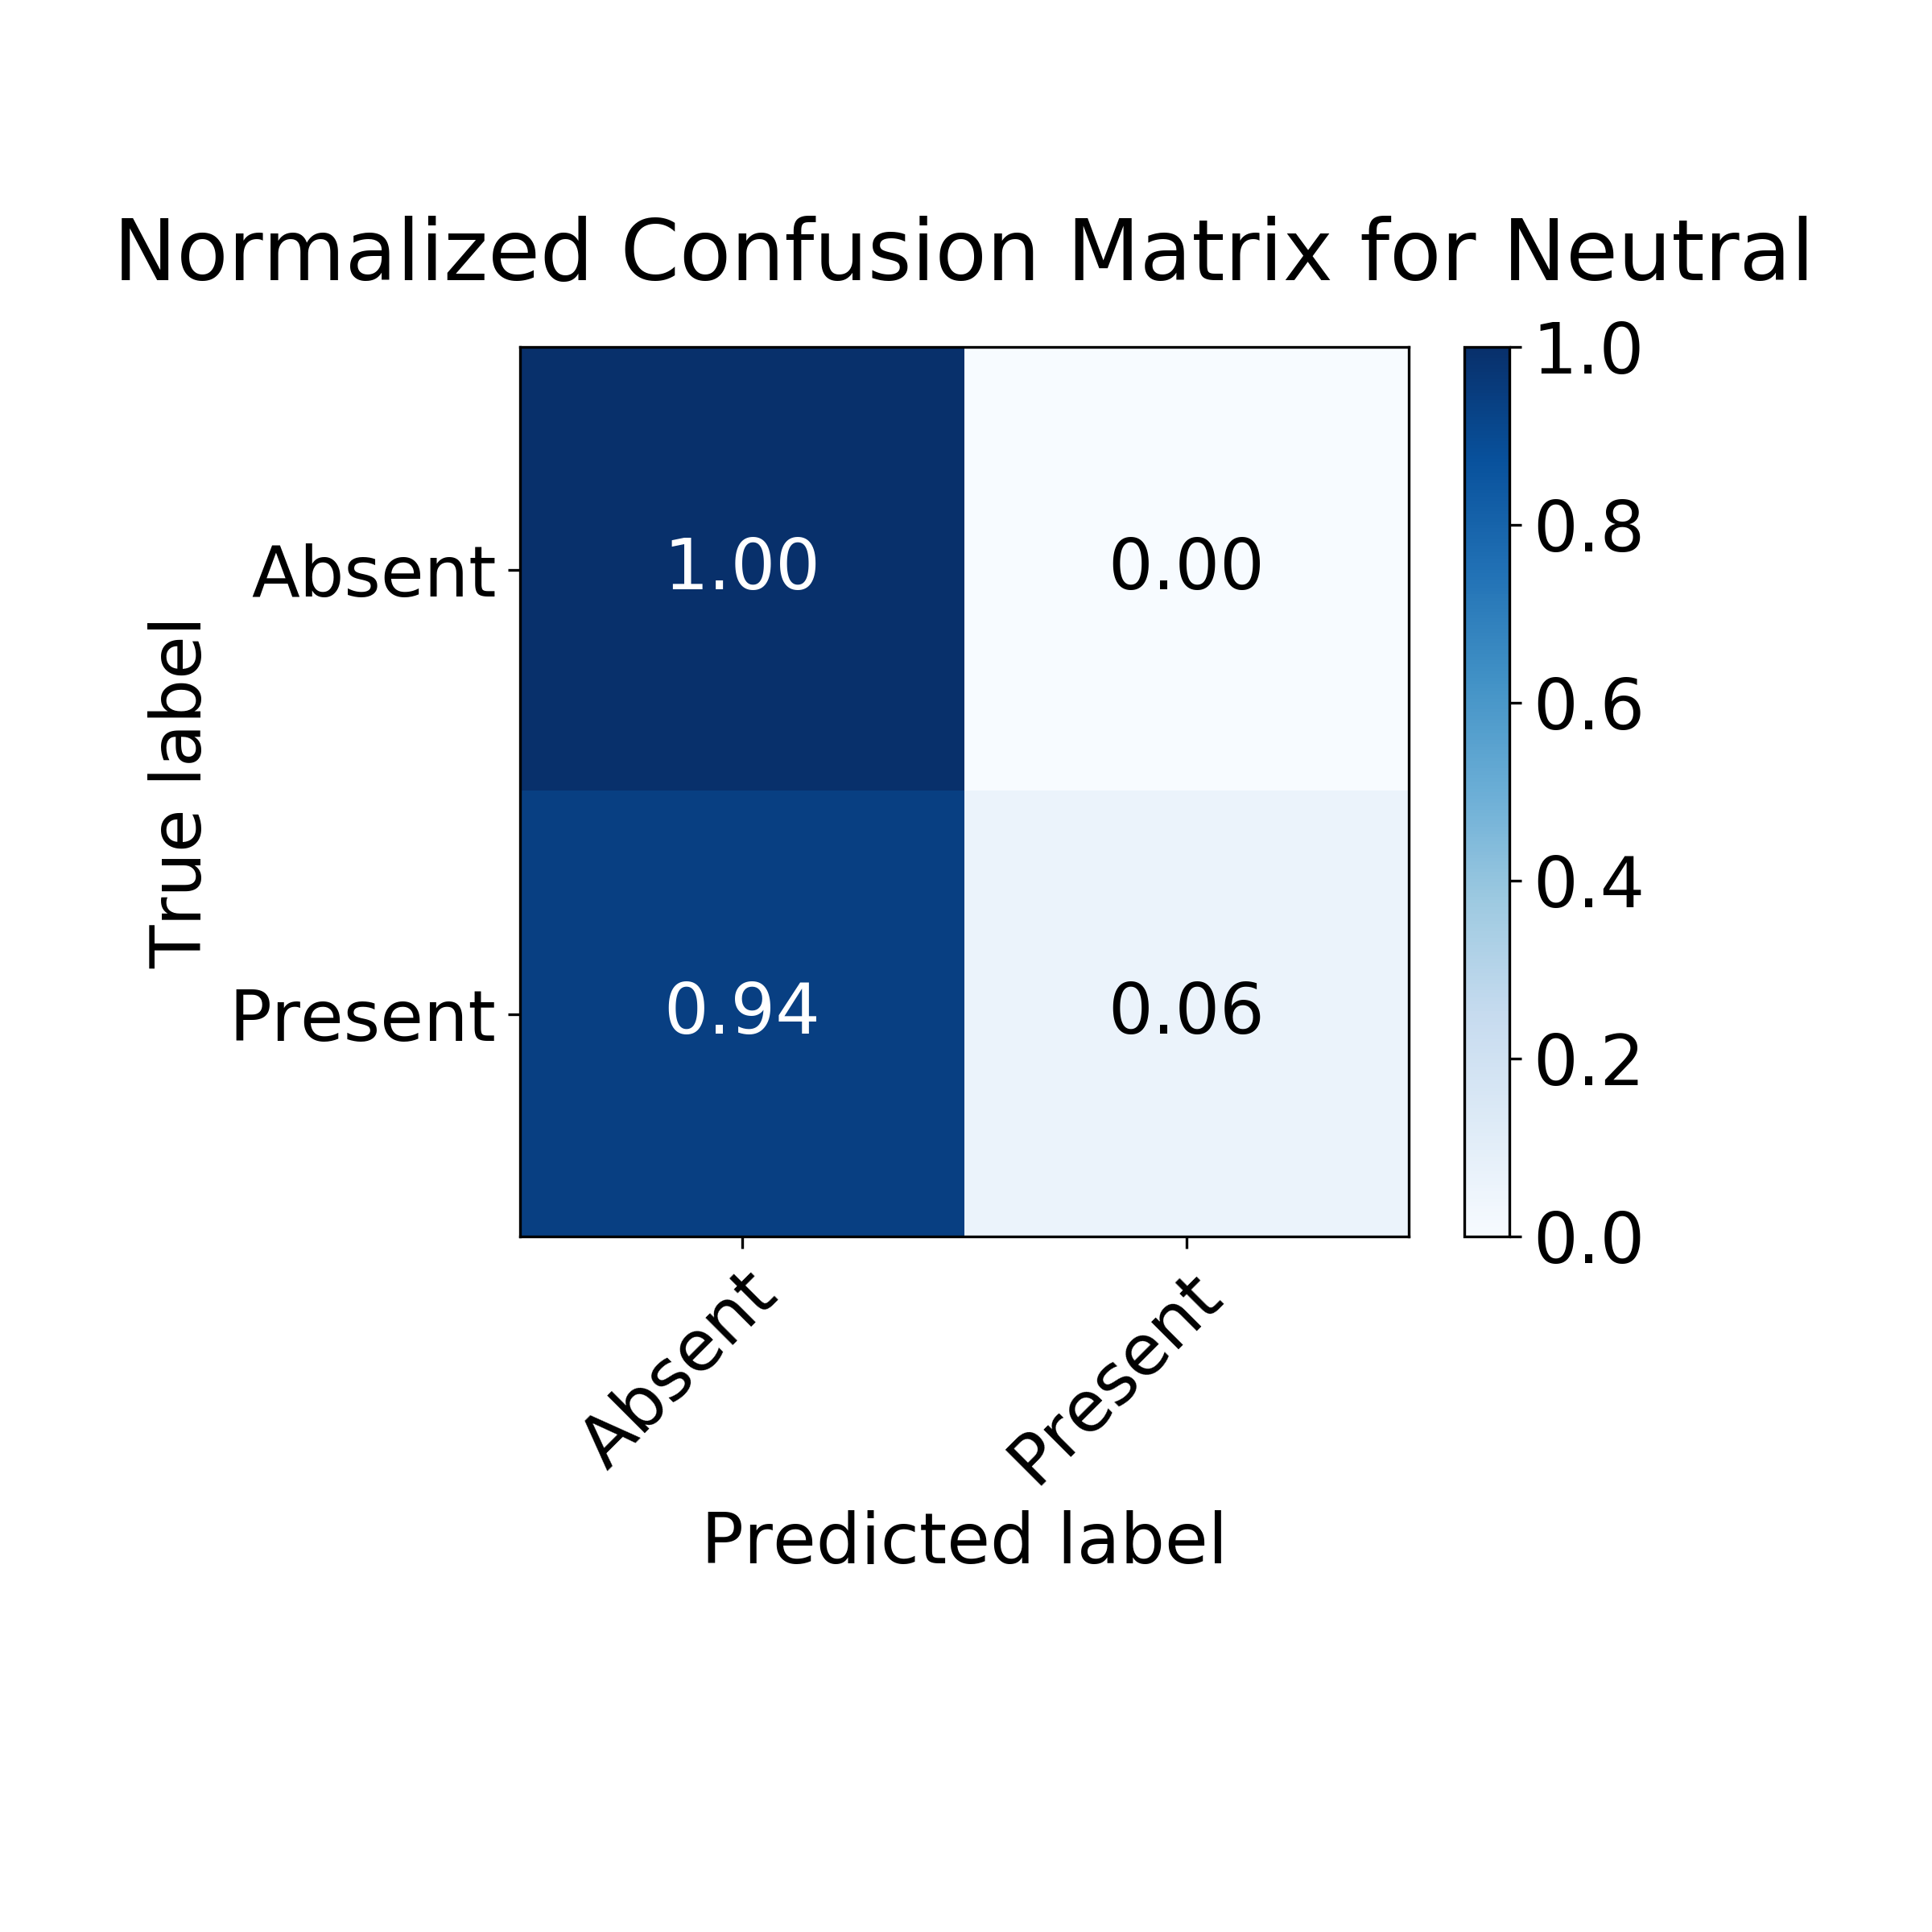 Normalized Confusion Matrix for Neutral
True label
Absent
Present
1.00
0.00
0.94
0.06
1.0
0.8
0.6
0.4
0.2
0.0
Absent
Present
Predicted label